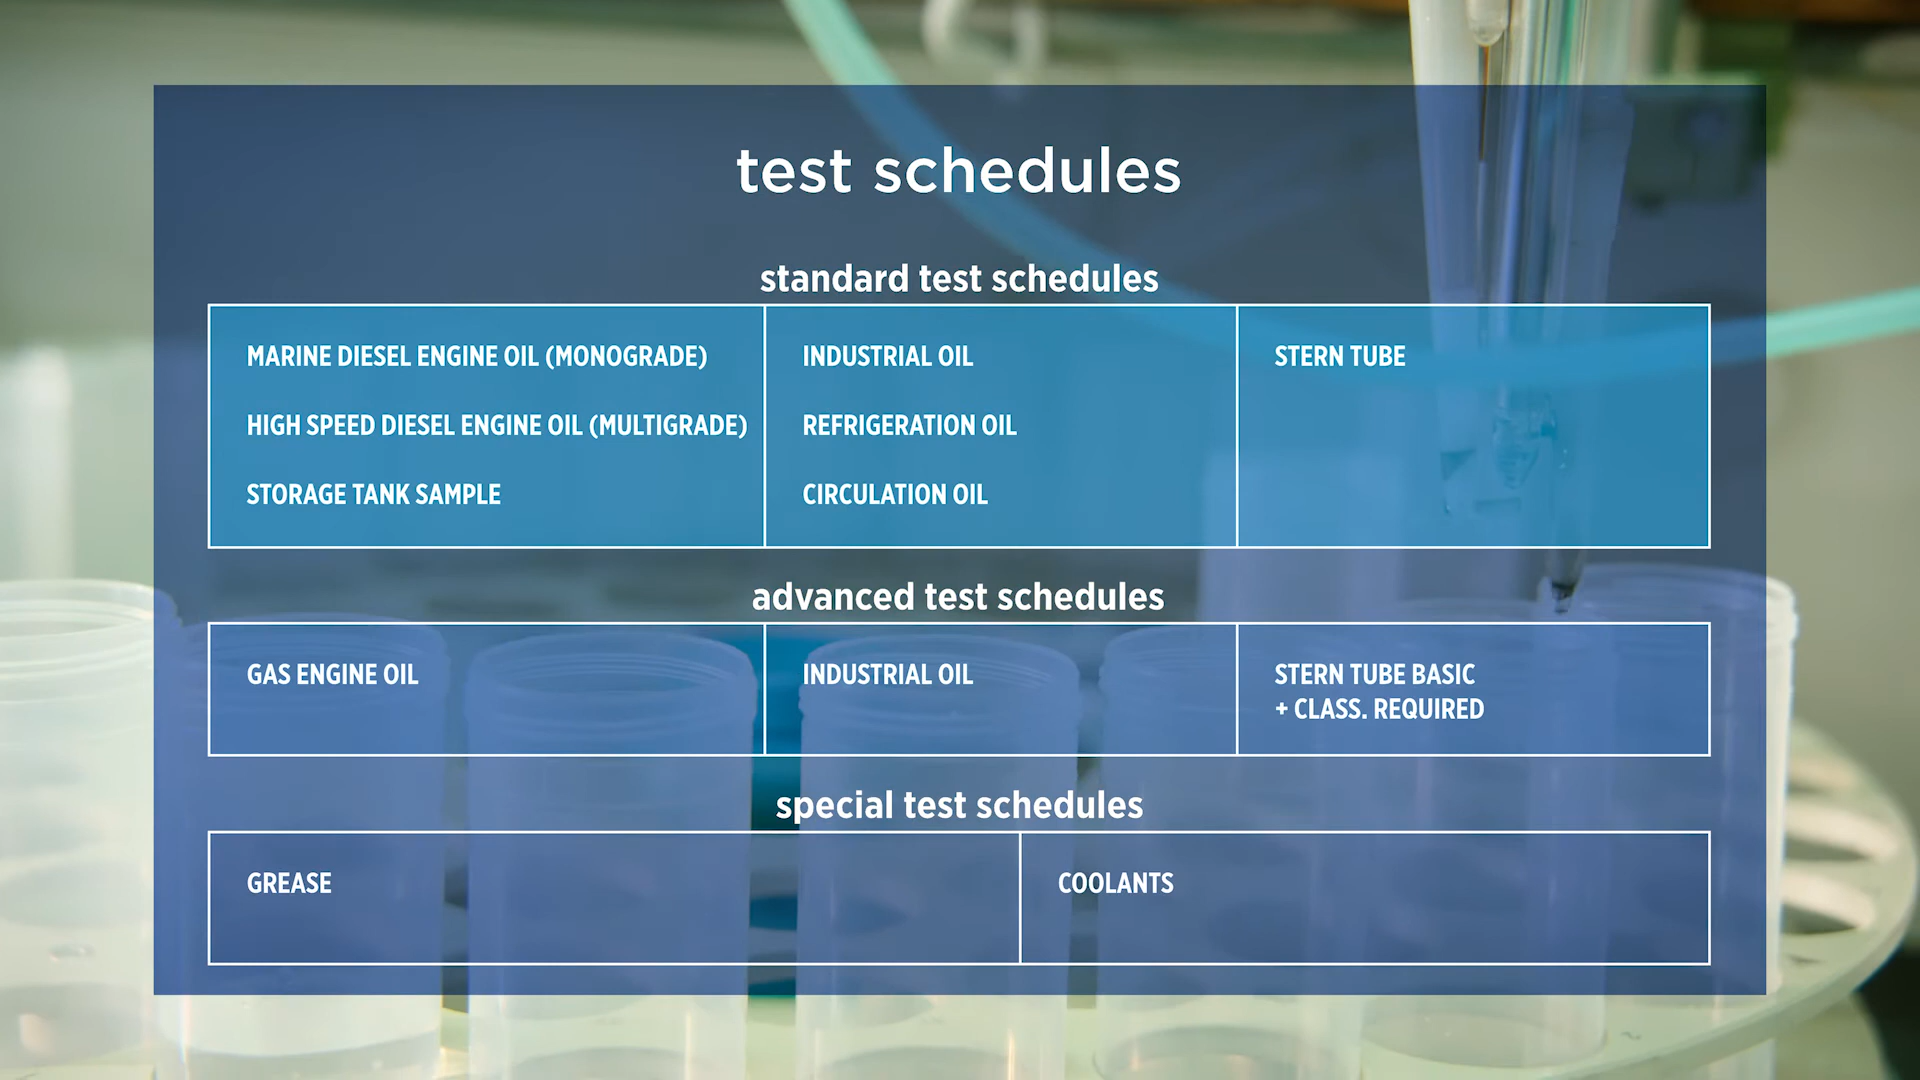 test schedules
standard test schedules
MARINE DIESEL ENGINE OIL (MONOGRADE)
HIGH SPEED DIESEL ENGINE OIL (MULTIGRADE)
STORAGE TANK SAMPLE
INDUSTRIAL OIL
REFRIGERATION OIL
CIRCULATION OIL
STERN TUBE
advanced test schedules
GAS ENGINE OIL
INDUSTRIAL OIL
STERN TUBE BASIC
+ CLASS. REQUIRED
special test schedules
GREASE
COOLANTS